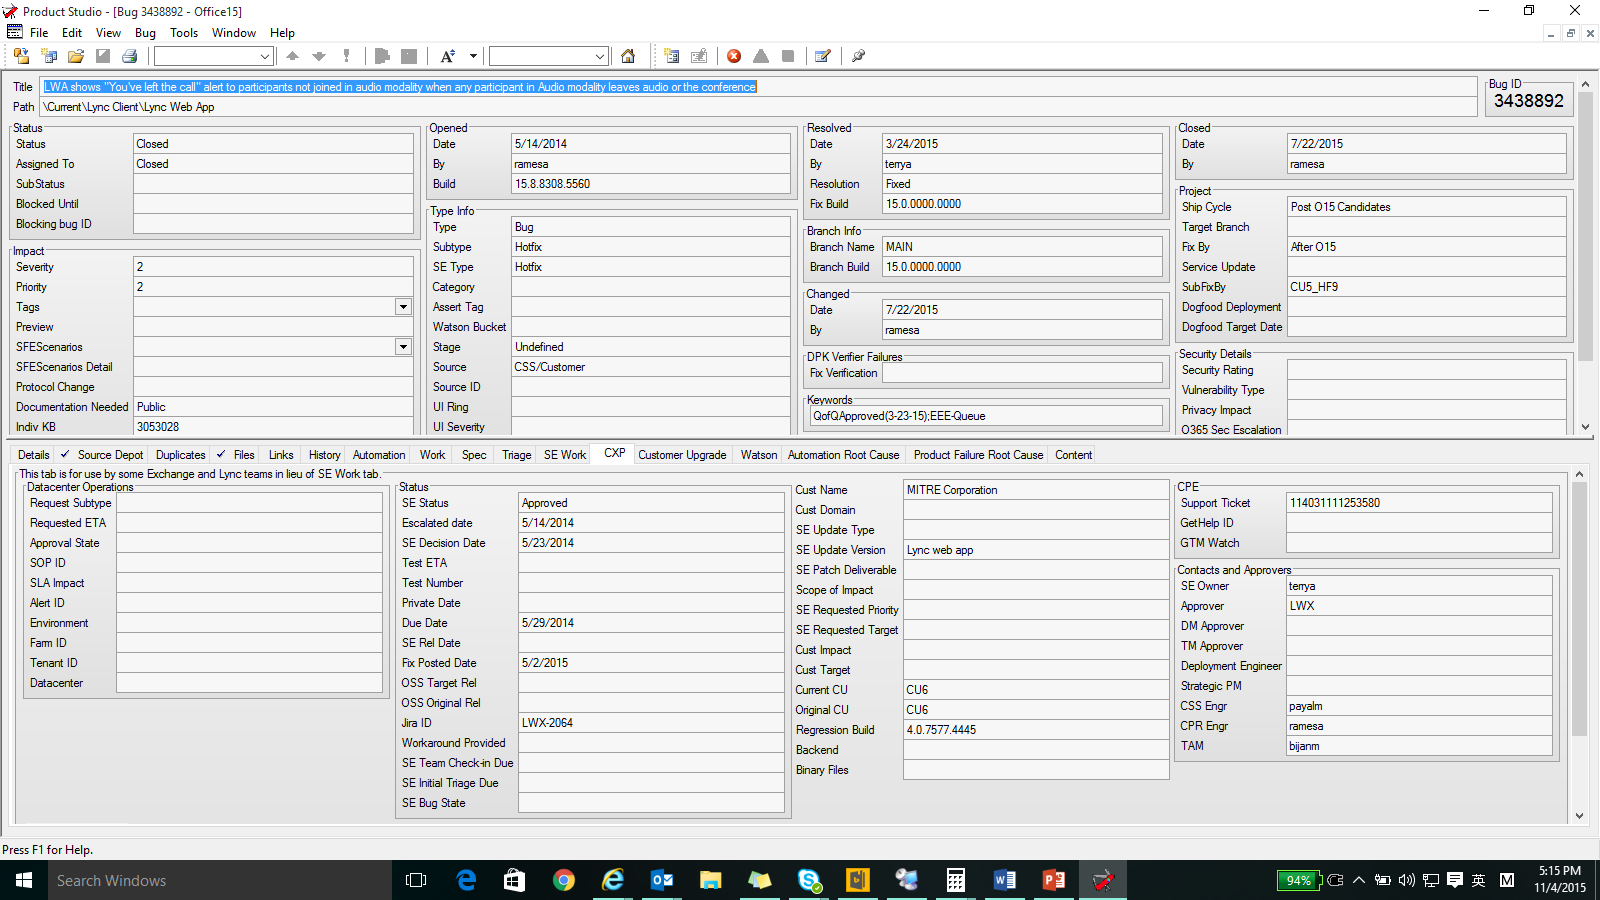 Product Studio - [Bug 3438892 - Office15]
File Edit View Bug Tools Window Help
Title LWA shows "You've left the call" alert to participants not joined in audio modality when any participant in Audio modality leaves audio or the conference
Path \Current\Lync Client\Lync Web App
Bug ID
3438892
Status
Status Closed
Assigned To Closed
SubStatus
Blocked Until
Blocking bug ID
Impact
Severity 2
Priority 2
Tags
Preview
SFEScenarios
SFEScenarios Detail
Protocol Change
Documentation Needed Public
Indiv KB 3053028
Opened
Date 5/14/2014
By ramesa
Build 15.8.8308.5560
Type Info
Type Bug
Subtype Hotfix
SE Type Hotfix
Category
Assert Tag
Watson Bucket
Stage Undefined
Source CSS/Customer
Source ID
UI Ring
UI Severity
Resolved
Date 3/24/2015
By terrya
Resolution Fixed
Fix Build 15.0.0000.0000
Branch Info
Branch Name MAIN
Branch Build 15.0.0000.0000
Changed
Date 7/22/2015
By ramesa
DPK Verifier Failures
Fix Verification
Keywords
QofQApproved(3-23-15);EEE-Queue
Closed
Date 7/22/2015
By ramesa
Project
Ship Cycle Post O15 Candidates
Target Branch
Fix By After O15
Service Update
SubFixBy CU5_HF9
Dogfood Deployment
Dogfood Target Date
Security Details
Security Rating
Vulnerability Type
Privacy Impact
O365 Sec Escalation
Details Source Depot Duplicates Files Links History Automation Work Spec Triage SE Work CXP Customer Upgrade Watson Automation Root Cause Product Failure Root Cause Content
This tab is for use by some Exchange and Lync teams in lieu of SE Work tab.
Datacenter Operations
Request Subtype
Requested ETA
Approval State
SOP ID
SLA Impact
Alert ID
Environment
Farm ID
Tenant ID
Datacenter
Status
SE Status Approved
Escalated date 5/14/2014
SE Decision Date 5/23/2014
Test ETA
Test Number
Private Date
Due Date 5/29/2014
SE Rel Date
Fix Posted Date 5/2/2015
OSS Target Rel
OSS Original Rel
Jira ID LWX-2064
Workaround Provided
SE Team Check-in Due
SE Initial Triage Due
SE Bug State
Cust Name MITRE Corporation
Cust Domain
SE Update Type
SE Update Version Lync web app
SE Patch Deliverable
Scope of Impact
SE Requested Priority
SE Requested Target
Cust Impact
Cust Target
Current CU CU6
Original CU CU6
Regression Build 4.0.7577.4445
Backend
Binary Files
CPE
Support Ticket 114031111253580
GetHelp ID
GTM Watch
Contacts and Approvers
SE Owner terrya
Approver LWX
DM Approver
TM Approver
Deployment Engineer
Strategic PM
CSS Engr payalm
CPR Engr ramesa
TAM bijanm
Press F1 for Help.
Search Windows
94%
英
M
5:15 PM
11/4/2015